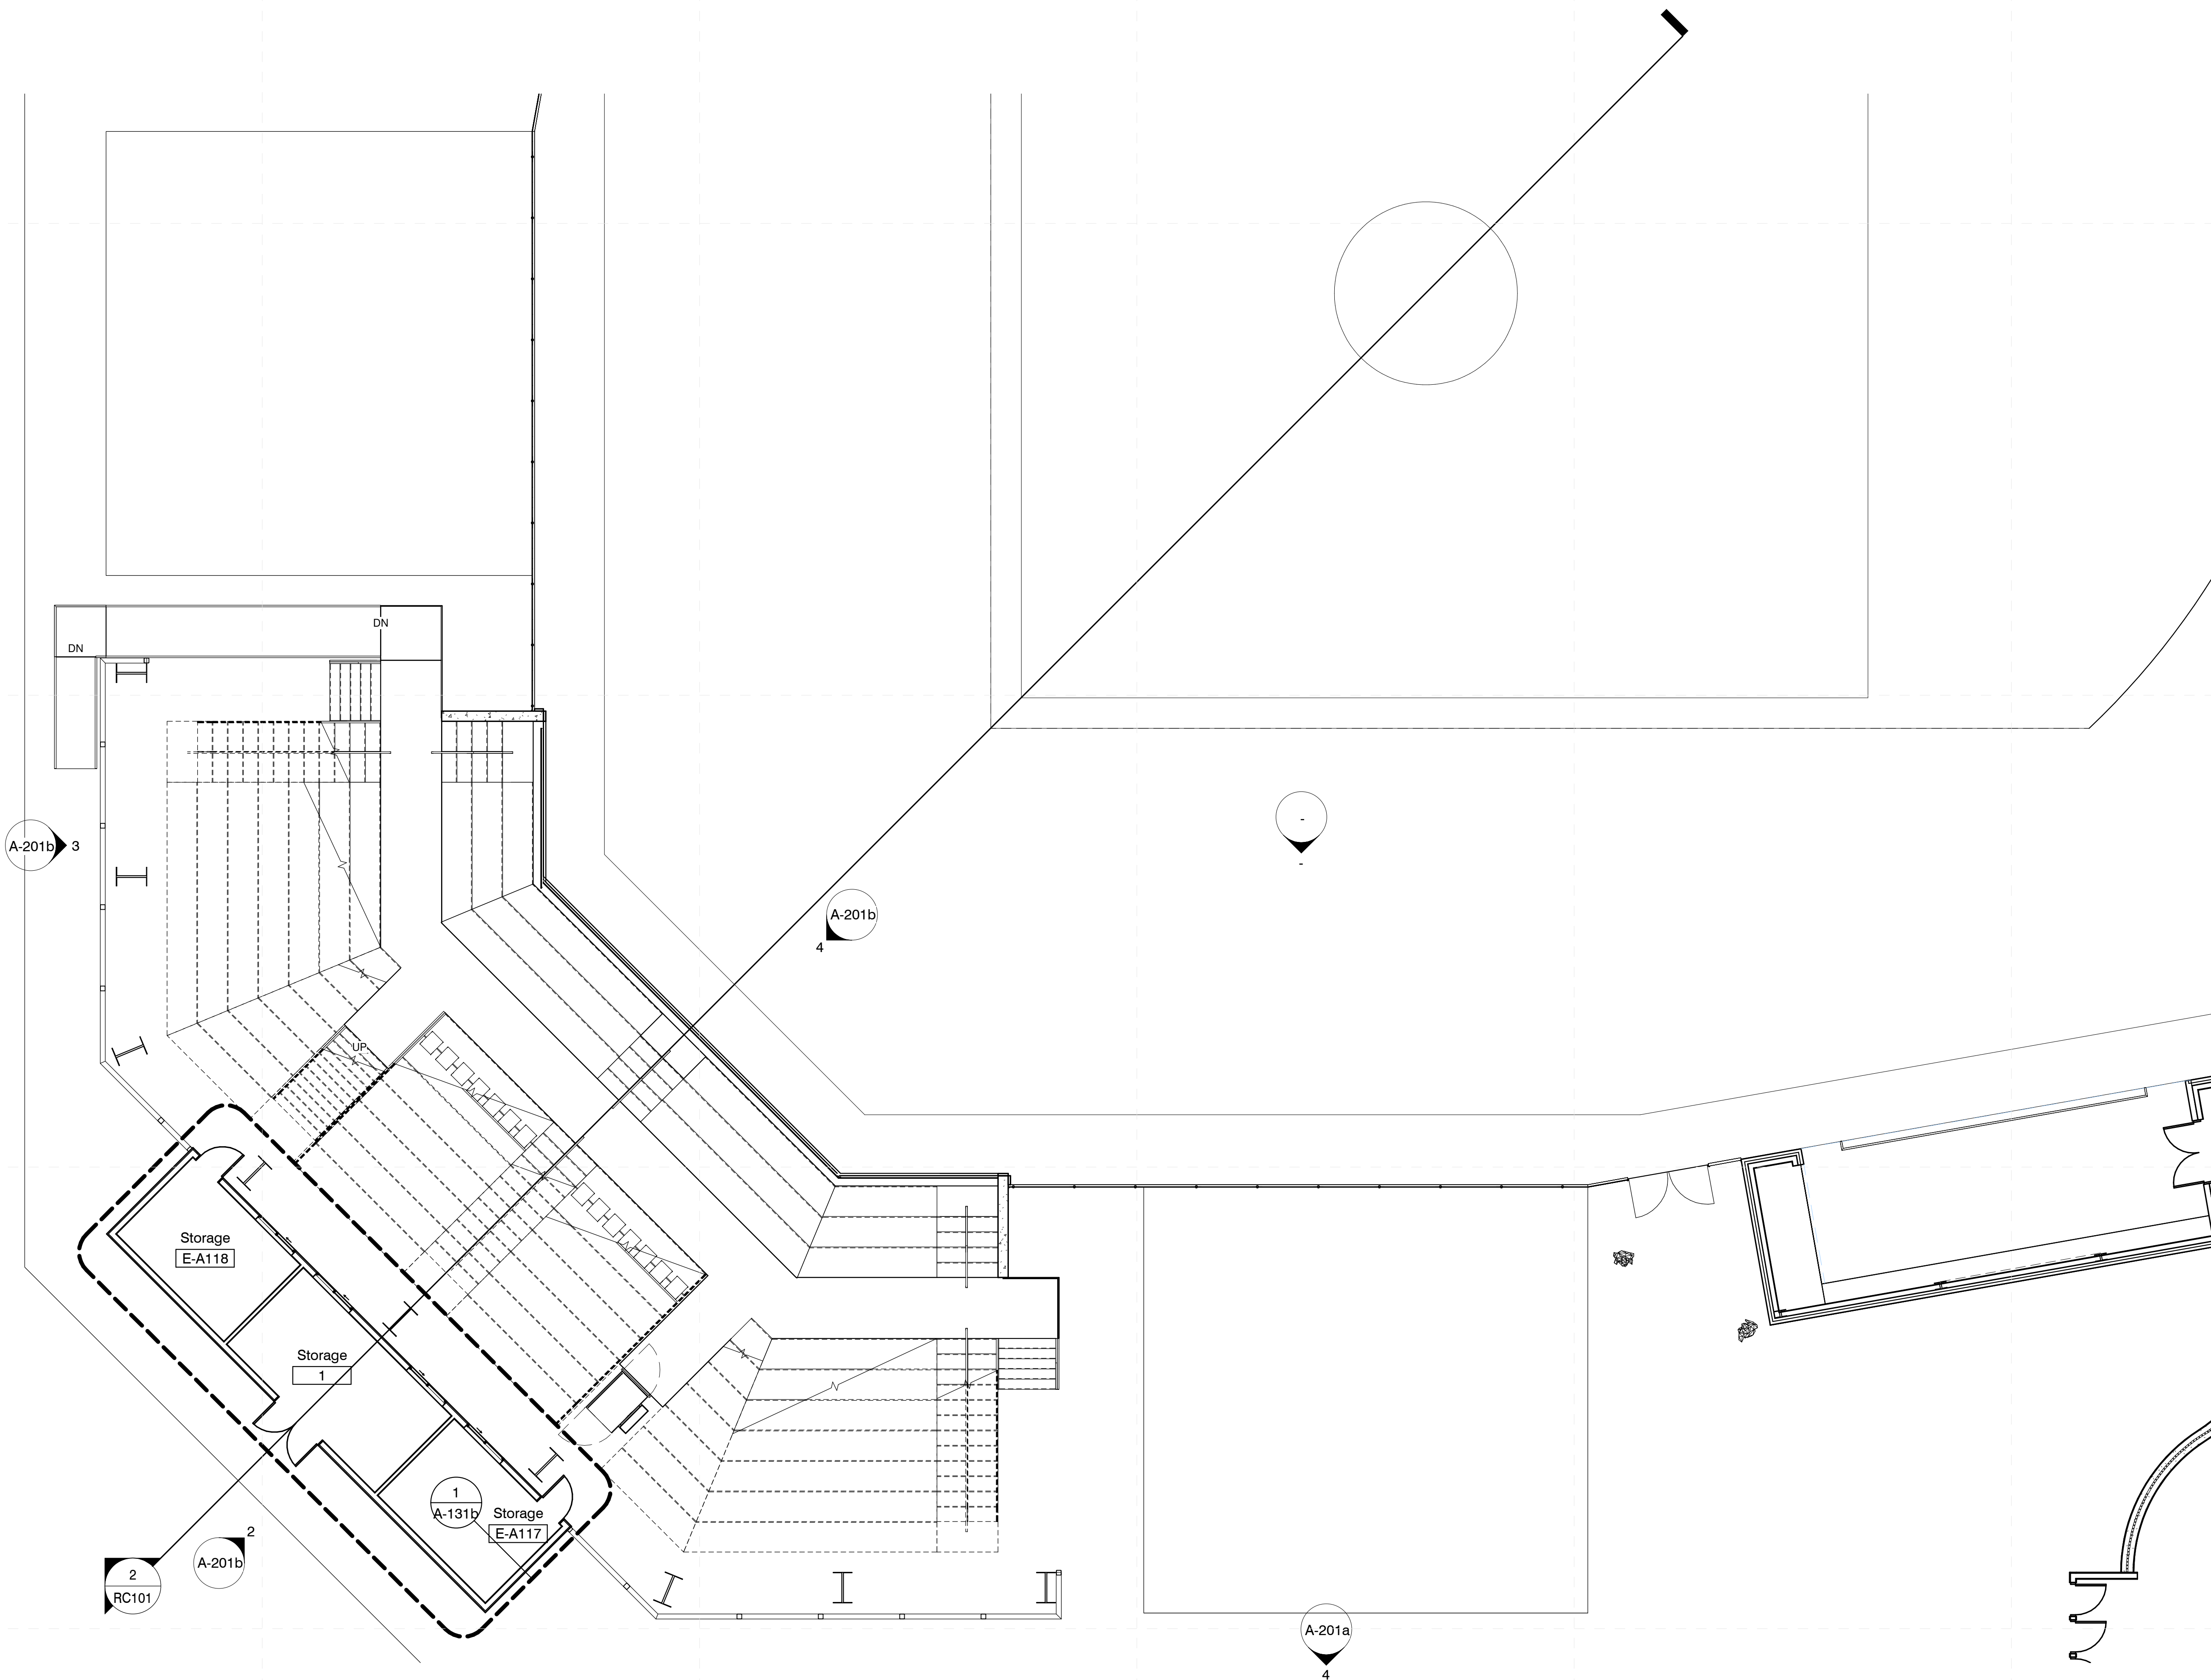 DN
DN
A-201b
3
-
-
A-201b
4
UP
Storage
E-A118
Storage
1
1
A-131b
Storage
E-A117
2
A-201b
2
RC101
A-201a
4